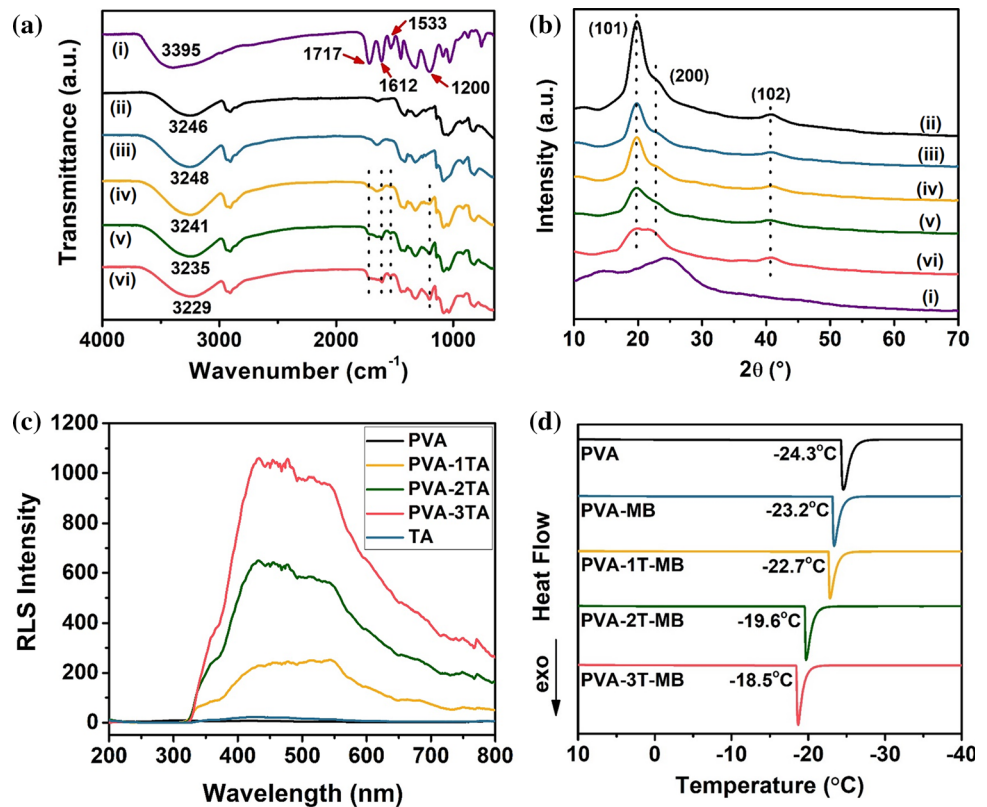 (a)
(i)
3395
1717
1612
1533
1200
(ii)
3246
(iii)
3248
(iv)
3241
(v)
3235
(vi)
3229
Transmittance (a.u.)
4000 3000 2000 1000
Wavenumber (cm⁻¹)
(b)
(101)
(200)
(102)
(ii)
(iii)
(iv)
(v)
(vi)
(i)
Intensity (a.u.)
10 20 30 40 50 60 70
2θ (°)
(c)
1200
1000
800
600
400
200
0
RLS Intensity
PVA
PVA-1TA
PVA-2TA
PVA-3TA
TA
200 300 400 500 600 700 800
Wavelength (nm)
(d)
PVA -24.3°C
PVA-MB -23.2°C
PVA-1T-MB -22.7°C
PVA-2T-MB -19.6°C
PVA-3T-MB -18.5°C
Heat Flow
exo
10 0 -10 -20 -30 -40
Temperature (°C)